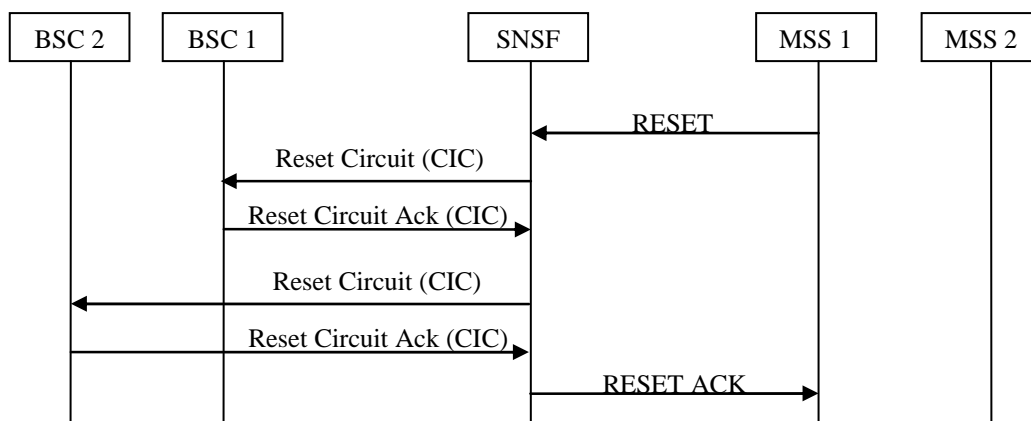 BSC 2
BSC 1
SNSF
MSS 1
MSS 2
RESET
Reset Circuit (CIC)
Reset Circuit Ack (CIC)
Reset Circuit (CIC)
Reset Circuit Ack (CIC)
RESET ACK